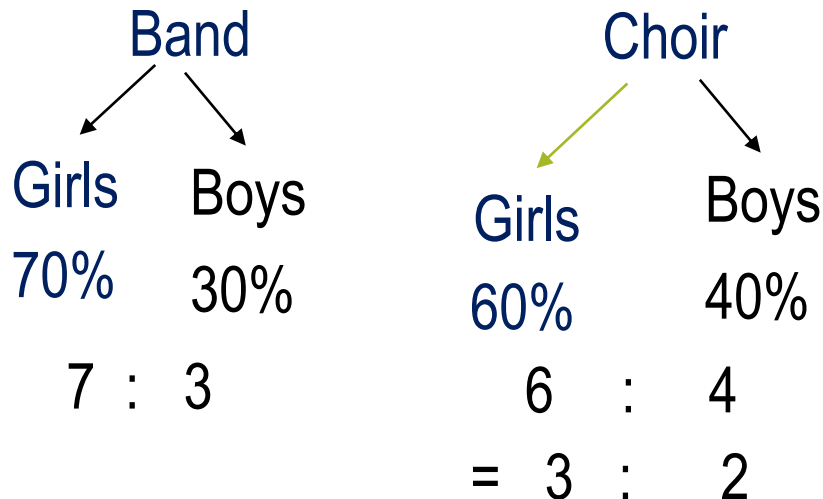 Band
Girls Boys
70% 30%
7 : 3
Choir
Girls Boys
60% 40%
6 : 4
= 3 : 2